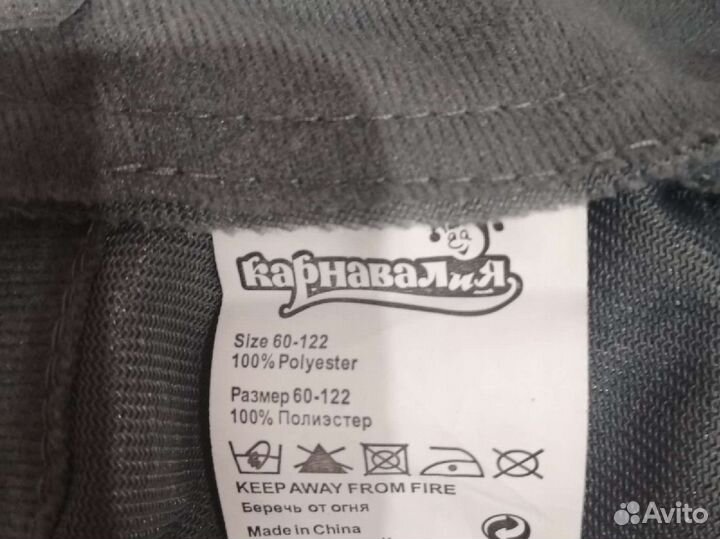 КарнаваЛиЯ
Size 60-122
100% Polyester
Размер 60-122
100% Полиэстер
KEEP AWAY FROM FIRE
Беречь от огня
Made in China
Avito